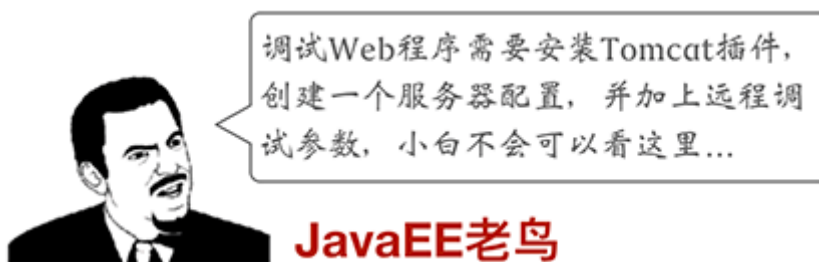 调试Web程序需要安装Tomcat插件，
创建一个服务器配置，并加上远程调
试参数，小白不会可以看这里...
JavaEE老鸟